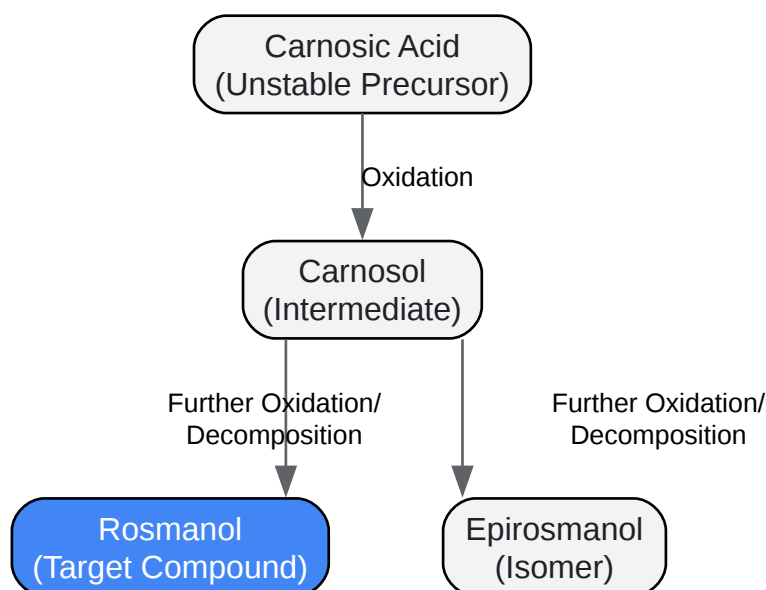 Carnosic Acid
(Unstable Precursor)
Oxidation
Carnosol
(Intermediate)
Further Oxidation/
Decomposition
Further Oxidation/
Decomposition
Rosmanol
(Target Compound)
Epirosmanol
(Isomer)